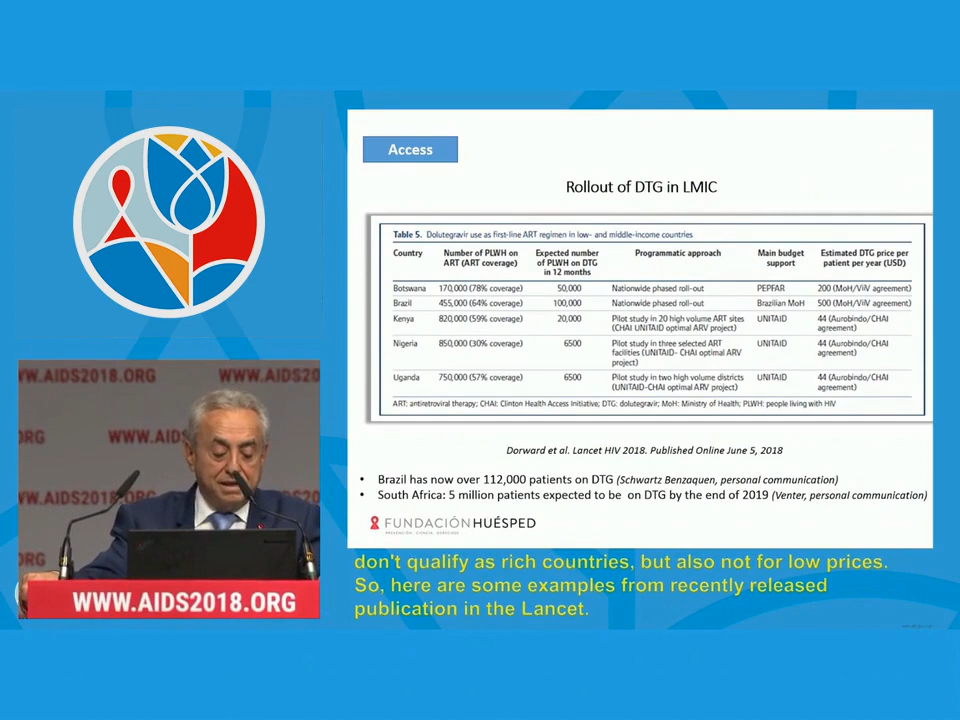 WW.AIDS2018.ORG
WWW.AIDS20
ORG
WWW.AIDS
WW.AIDS20
ORG
WWW.AIDS2018.ORG
Access
Rollout of DTG in LMIC
Table 5. Dolutegravir use as first-line ART regimen in low- and middle-income countries
Country Number of PLWH on ART (ART coverage) Expected number of PLWH on DTG in 12 months Programmatic approach Main budget support Estimated DTG price per patient per year (USD)
Botswana 170,000 (78% coverage) 50,000 Nationwide phased roll-out PEPFAR 200 (MoH/ViiV agreement)
Brazil 455,000 (64% coverage) 100,000 Nationwide phased roll-out Brazilian MoH 500 (MoH/ViiV agreement)
Kenya 820,000 (59% coverage) 20,000 Pilot study in 20 high volume ART sites (CHAI UNITAID optimal ARV project) UNITAID 44 (Aurobindo/CHAI agreement)
Nigeria 850,000 (30% coverage) 6500 Pilot study in three selected ART facilities (UNITAID- CHAI optimal ARV project) UNITAID 44 (Aurobindo/CHAI agreement)
Uganda 750,000 (57% coverage) 6500 Pilot study in two high volume districts (UNITAID-CHAI optimal ARV project) UNITAID 44 (Aurobindo/CHAI agreement)
ART: antiretroviral therapy; CHAI: Clinton Health Access Initiative; DTG: dolutegravir; MoH: Ministry of Health; PLWH: people living with HIV
Dorward et al. Lancet HIV 2018. Published Online June 5, 2018
• Brazil has now over 112,000 patients on DTG (Schwartz Benzaquen, personal communication)
• South Africa: 5 million patients expected to be on DTG by the end of 2019 (Venter, personal communication)
FUNDACIÓN HUÉSPED
PREVENCIÓN. CIENCIA. DERECHOS.
don't qualify as rich countries, but also not for low prices.
So, here are some examples from recently released
publication in the Lancet.